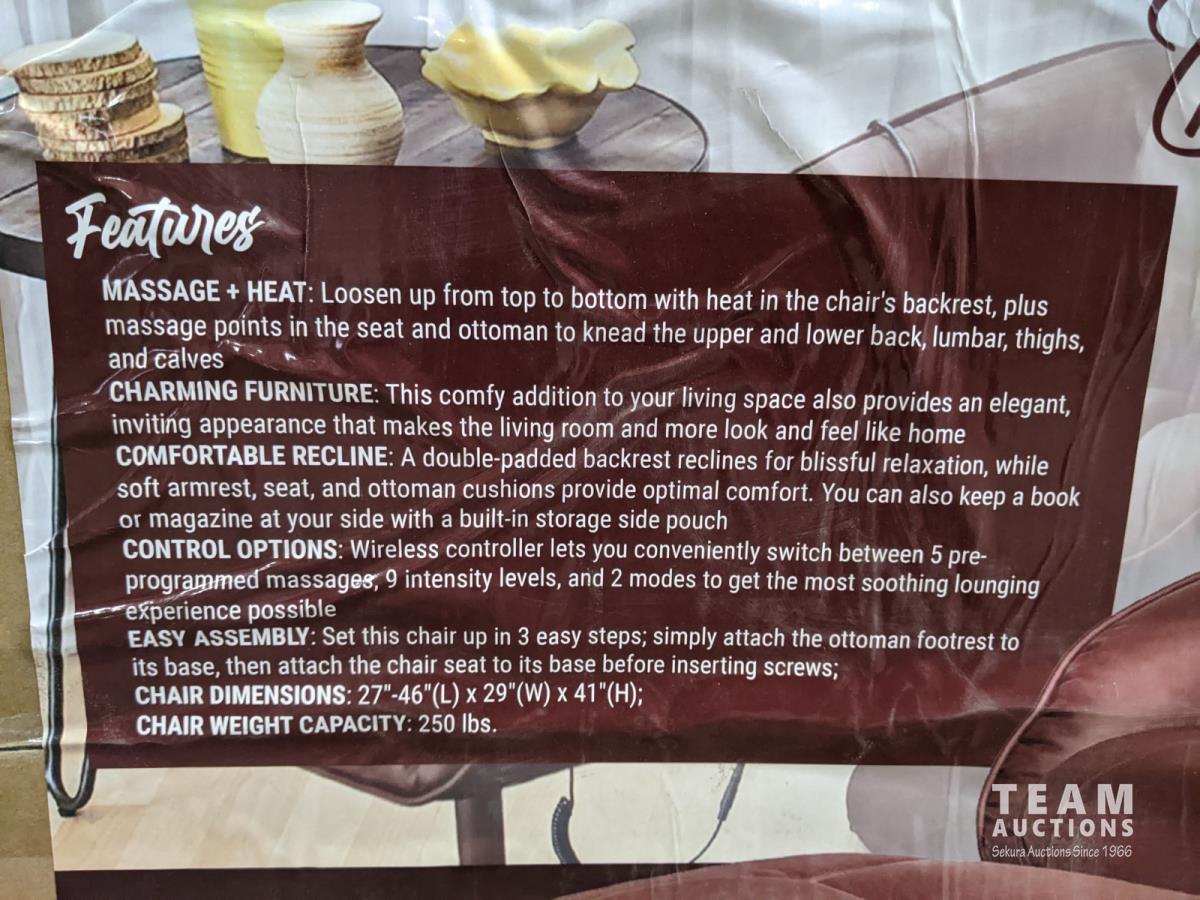 Features
MASSAGE + HEAT: Loosen up from top to bottom with heat in the chair's backrest, plus
massage points in the seat and ottoman to knead the upper and lower back, lumbar, thighs,
and calves
CHARMING FURNITURE: This comfy addition to your living space also provides an elegant,
inviting appearance that makes the living room and more look and feel like home
COMFORTABLE RECLINE: A double-padded backrest reclines for blissful relaxation, while
soft armrest, seat, and ottoman cushions provide optimal comfort. You can also keep a book
or magazine at your side with a built-in storage side pouch
CONTROL OPTIONS: Wireless controller lets you conveniently switch between 5 pre-
programmed massages, 9 intensity levels, and 2 modes to get the most soothing lounging
experience possible
EASY ASSEMBLY: Set this chair up in 3 easy steps; simply attach the ottoman footrest to
its base, then attach the chair seat to its base before inserting screws;
CHAIR DIMENSIONS: 27"-46"(L) x 29"(W) x 41"(H);
CHAIR WEIGHT CAPACITY: 250 lbs.
TEAM
AUCTIONS
Sekura Auctions Since 1966